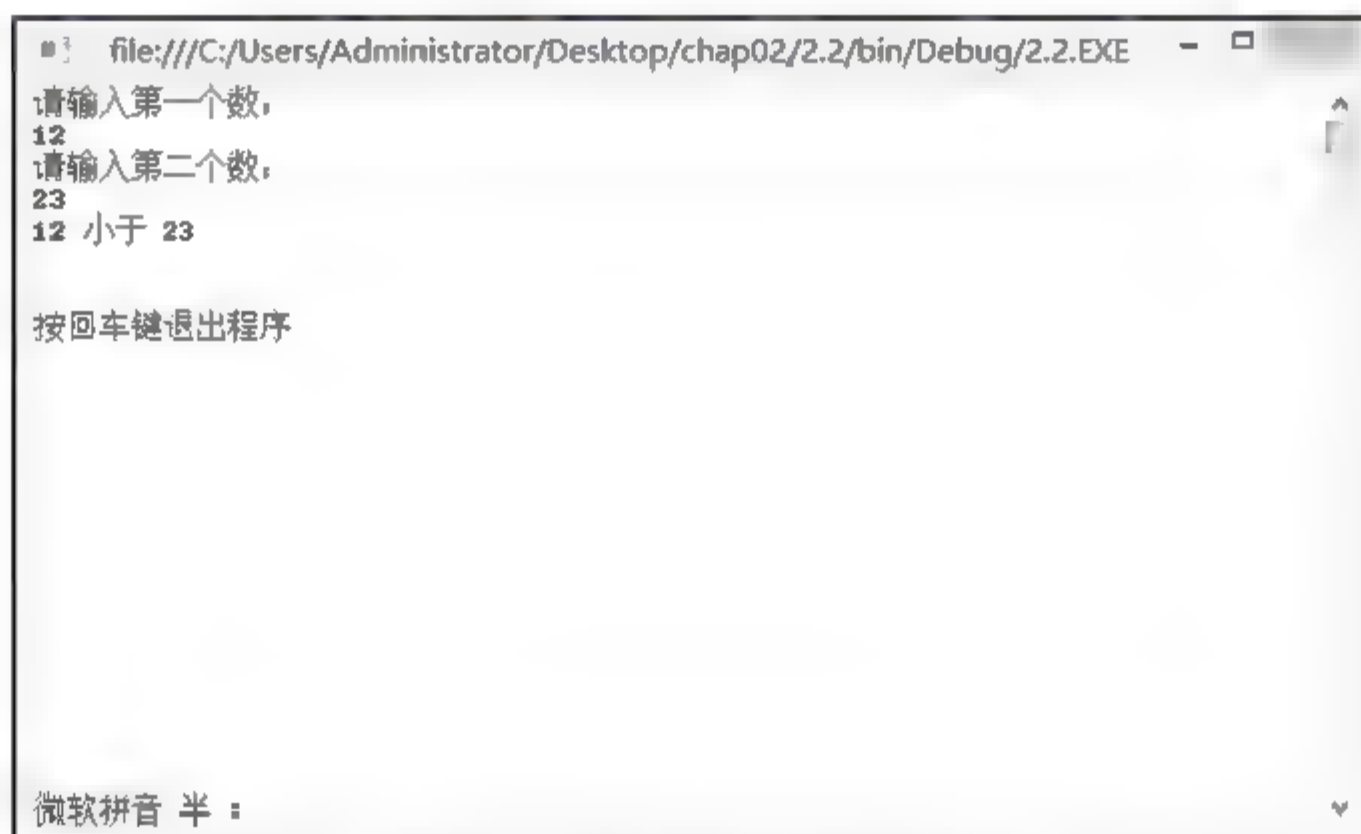 file:///C:/Users/Administrator/Desktop/chap02/2.2/bin/Debug/2.2.EXE
请输入第一个数:
12
请输入第二个数:
23
12 小于 23
按回车键退出程序
微软拼音 半 :